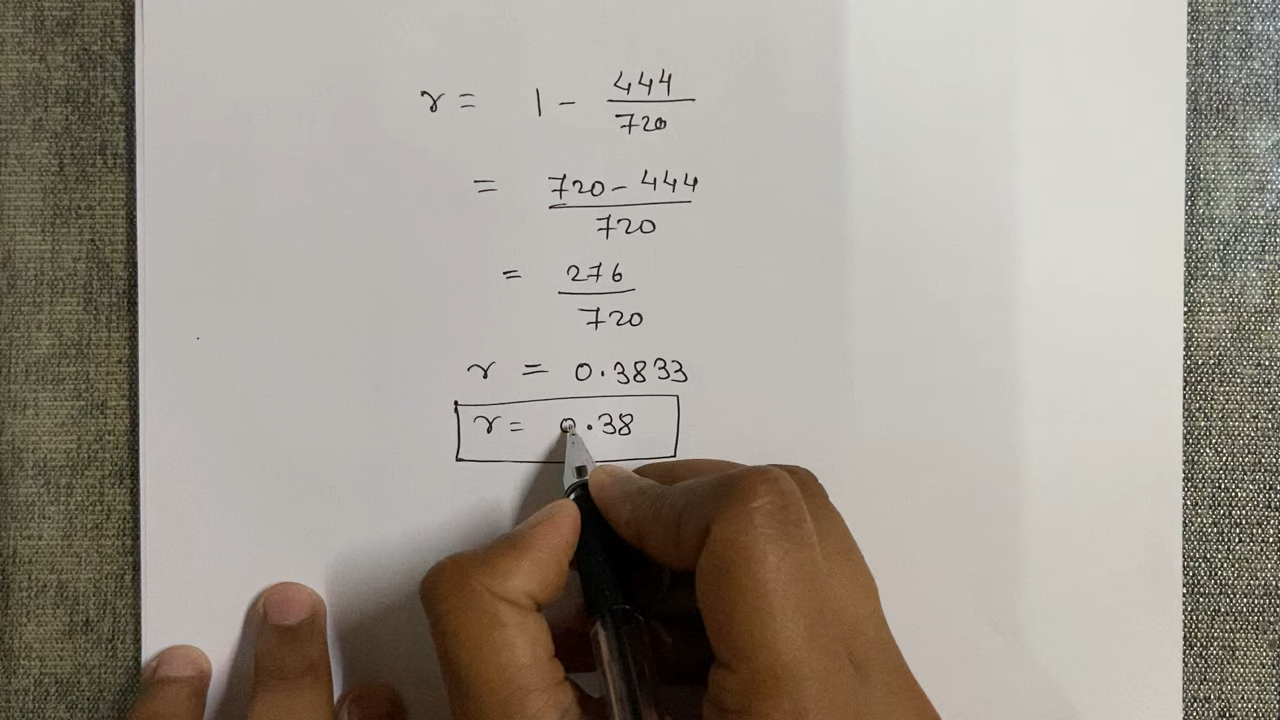 r = 1 - 444/720
= 720 - 444/720
= 276/720
r = 0.3833
r = 0.38